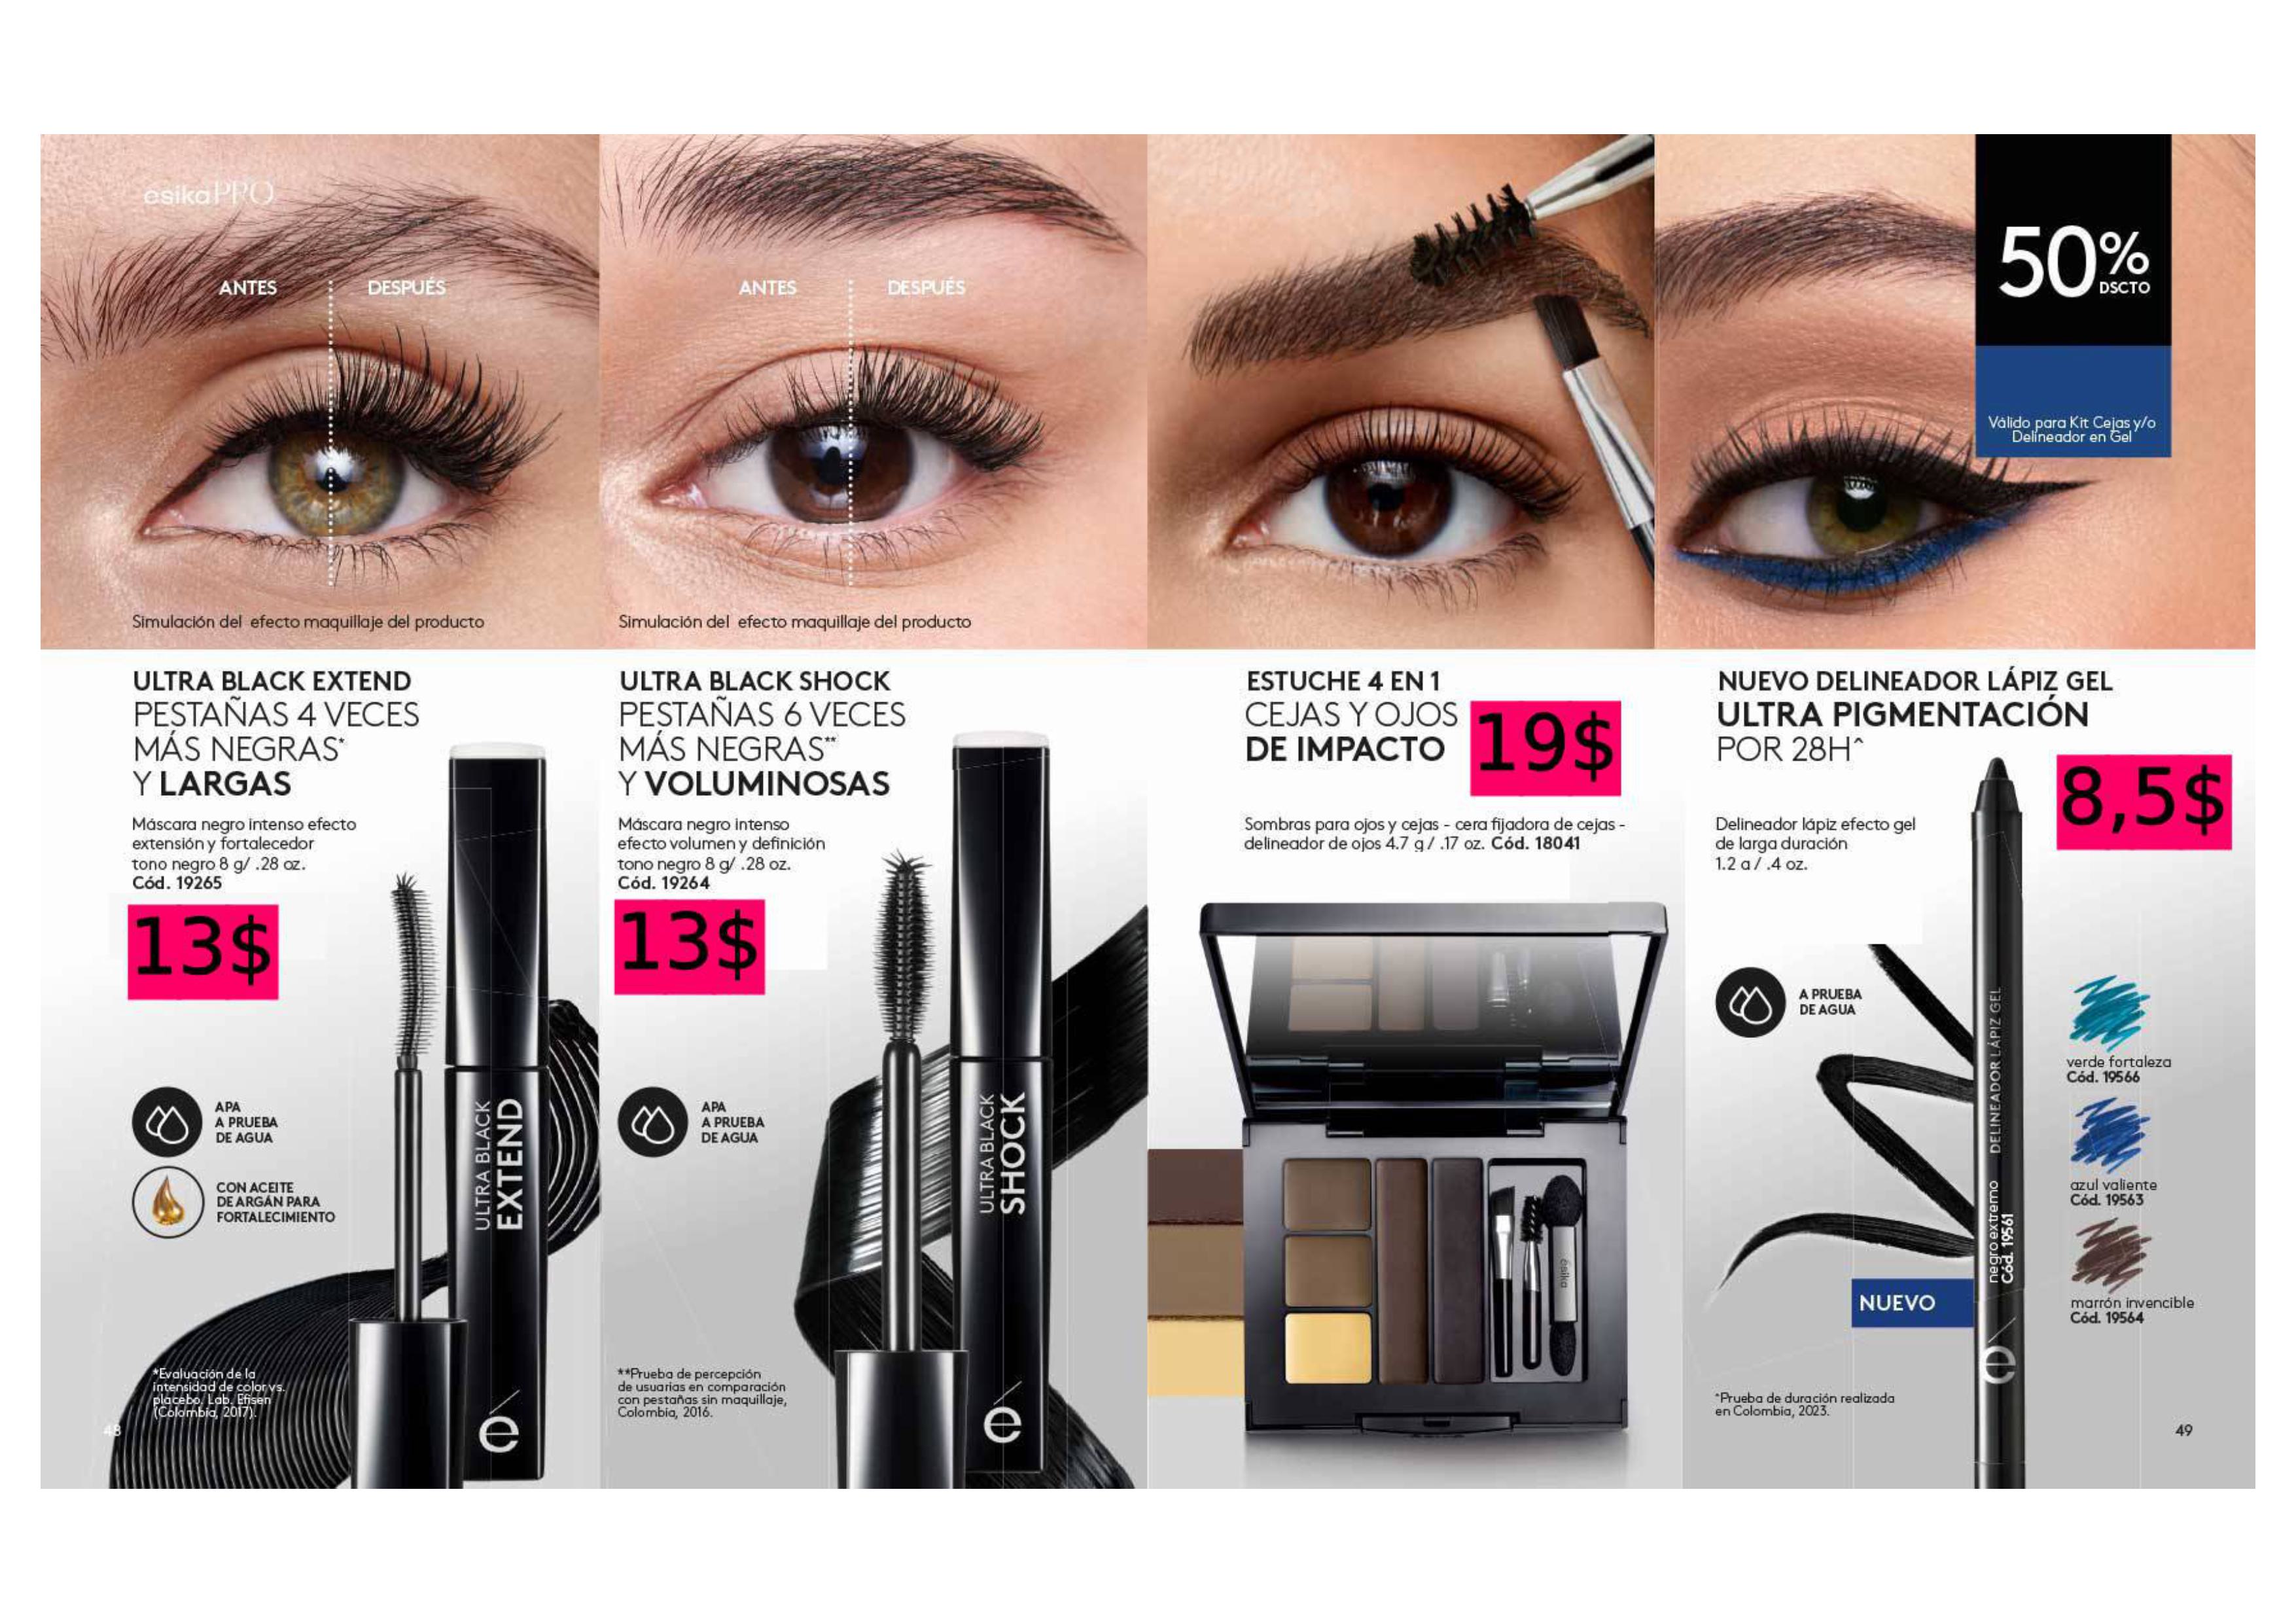 esikaPRO
ANTES
DESPUÉS
Simulación del efecto maquillaje del producto
ULTRA BLACK EXTEND
PESTAÑAS 4 VECES
MÁS NEGRAS*
Y LARGAS
Máscara negro intenso efecto
extensión y fortalecedor
tono negro 8 g/ .28 oz.
Cód. 19265
13$
APA
A PRUEBA
DE AGUA
CON ACEITE
DE ARGÁN PARA
FORTALECIMIENTO
ULTRA BLACK
EXTEND
é
*Evaluación de la
intensidad de color vs.
placebo. Lab. Efisen
(Colombia, 2017).
48
ANTES
DESPUÉS
Simulación del efecto maquillaje del producto
ULTRA BLACK SHOCK
PESTAÑAS 6 VECES
MÁS NEGRAS**
Y VOLUMINOSAS
Máscara negro intenso
efecto volumen y definición
tono negro 8 g/ .28 oz.
Cód. 19264
13$
APA
A PRUEBA
DE AGUA
ULTRA BLACK
SHOCK
é
**Prueba de percepción
de usuarias en comparación
con pestañas sin maquillaje,
Colombia, 2016.
ESTUCHE 4 EN 1
CEJAS Y OJOS
DE IMPACTO
19$
Sombras para ojos y cejas - cera fijadora de cejas -
delineador de ojos 4.7 g / .17 oz. Cód. 18041
ésika
50%
DSCTO
Válido para Kit Cejas y/o
Delineador en Gel
NUEVO DELINEADOR LÁPIZ GEL
ULTRA PIGMENTACIÓN
POR 28H^
8,5$
Delineador lápiz efecto gel
de larga duración
1.2 g / .4 oz.
A PRUEBA
DE AGUA
DELINEADOR LÁPIZ GEL
negro extremo
Cód. 19561
é
NUEVO
verde fortaleza
Cód. 19566
azul valiente
Cód. 19563
marrón invencible
Cód. 19564
^Prueba de duración realizada
en Colombia, 2023.
49